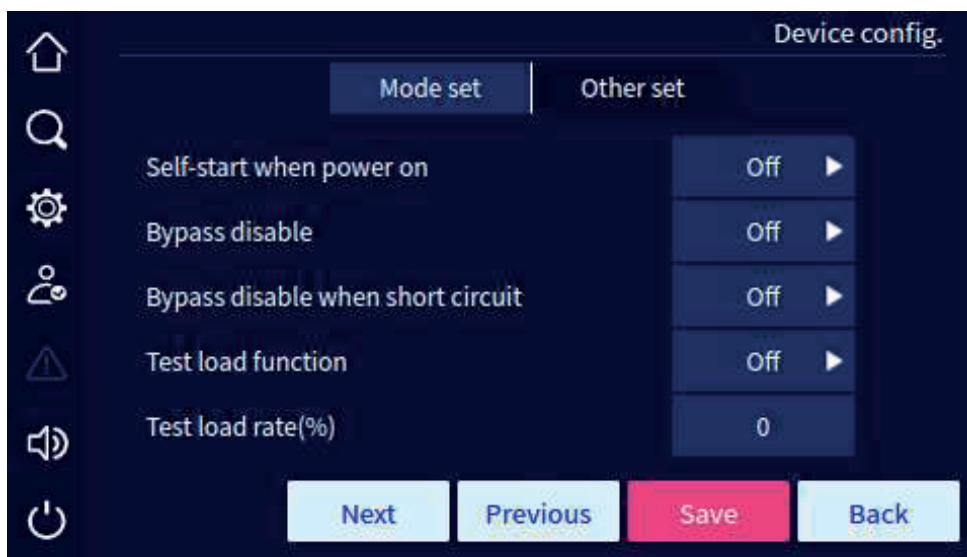 Device config.
Mode set Other set
Self-start when power on Off
Bypass disable Off
Bypass disable when short circuit Off
Test load function Off
Test load rate(%) 0
Next Previous Save Back